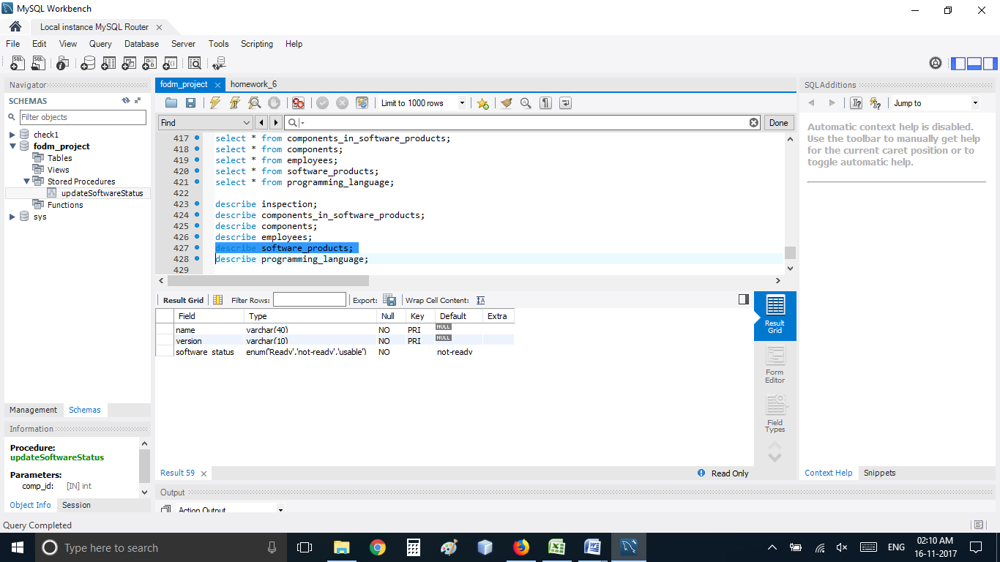 MySQL Workbench
Local instance MySQL Router
File Edit View Query Database Server Tools Scripting Help
Navigator
SCHEMAS
Filter objects
check1
fodm_project
Tables
Views
Stored Procedures
updateSoftwareStatus
Functions
sys
Management Schemas
Information
Procedure:
updateSoftwareStatus
Parameters:
comp_id: [IN] int
Object Info Session
Query Completed
fodm_project homework_6
Limit to 1000 rows
Find Done
417 select * from components_in_software_products;
418 select * from components;
419 select * from employees;
420 select * from software_products;
421 select * from programming_language;
422
423 describe inspection;
424 describe components_in_software_products;
425 describe components;
426 describe employees;
427 describe software_products;
428 describe programming_language;
429
Result Grid Filter Rows: Export: Wrap Cell Content:
Field Type Null Key Default Extra
name varchar(40) NO PRI NULL
version varchar(10) NO PRI NULL
software_status enum('Ready','not-ready','usable') NO not-ready
Result Grid
Form Editor
Field Types
Result 59 Read Only
Output
Action Output
SQLAdditions
Jump to
Automatic context help is disabled.
Use the toolbar to manually get help
for the current caret position or to
toggle automatic help.
Context Help Snippets
Type here to search
ENG
02:10 AM
16-11-2017